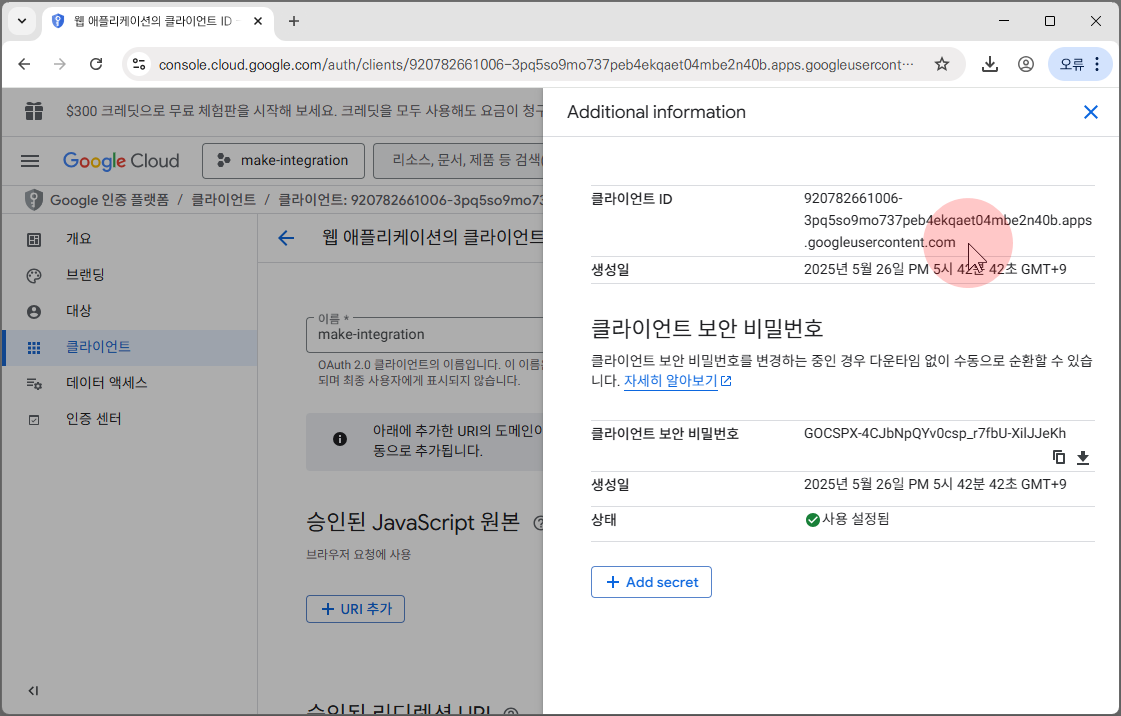 웹 애플리케이션의 클라이언트 ID
console.cloud.google.com/auth/clients/920782661006-3pq5so9mo737peb4ekqaet04mbe2n40b.apps.googleusercont…
오류
$300 크레딧으로 무료 체험판을 시작해 보세요. 크레딧을 모두 사용해도 요금이 청구
Google Cloud
make-integration
리소스, 문서, 제품 등 검색(
Google 인증 플랫폼 / 클라이언트 / 클라이언트: 920782661006-3pq5so9mo73
개요
브랜딩
대상
클라이언트
데이터 액세스
인증 센터
웹 애플리케이션의 클라이언트
이름 *
make-integration
OAuth 2.0 클라이언트의 이름입니다. 이 이름은
되며 최종 사용자에게 표시되지 않습니다.
아래에 추가한 URI의 도메인이
동으로 추가됩니다.
승인된 JavaScript 원본
브라우저 요청에 사용
+ URI 추가
승인된 리디렉션 URI
Additional information
클라이언트 ID
920782661006-
3pq5so9mo737peb4ekqaet04mbe2n40b.apps
.googleusercontent.com
생성일
2025년 5월 26일 PM 5시 42분 42초 GMT+9
클라이언트 보안 비밀번호
클라이언트 보안 비밀번호를 변경하는 중인 경우 다운타임 없이 수동으로 순환할 수 있습
니다. 자세히 알아보기
클라이언트 보안 비밀번호
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
생성일
2025년 5월 26일 PM 5시 42분 42초 GMT+9
상태
사용 설정됨
+ Add secret